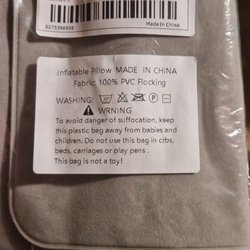 Made In China
Inflatable Pillow MADE IN CHINA
Fabric: 100% PVC Flocking
WASHING:
WRNING
To avoid danger of suffocation, keep
this plastic bag away from babies and
children. Do not use this bag in crbs,
beds, carriages or play pens .
This bag is not a toy!